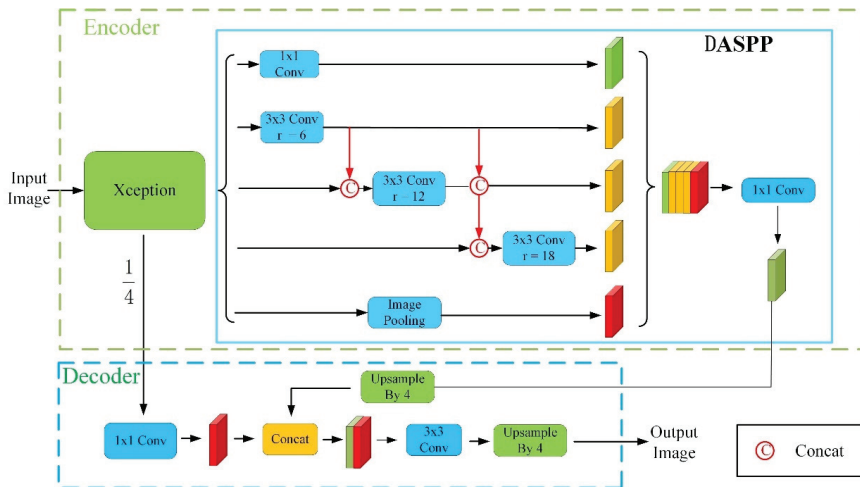 Encoder
DASPP
1x1
Conv
3x3 Conv
r - 6
Input
Image
Xception
C
3x3 Conv
r - 12
C
1x1 Conv
C
3x3 Conv
r = 18
1/4
Image
Pooling
Decoder
Upsample
By 4
1x1 Conv
Concat
3x3
Conv
Upsample
By 4
Output
Image
C Concat